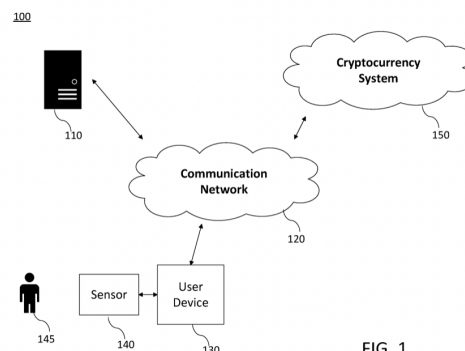 100
Cryptocurrency
System
110
150
Communication
Network
120
User
Device
Sensor
145
140
130
FIG. 1